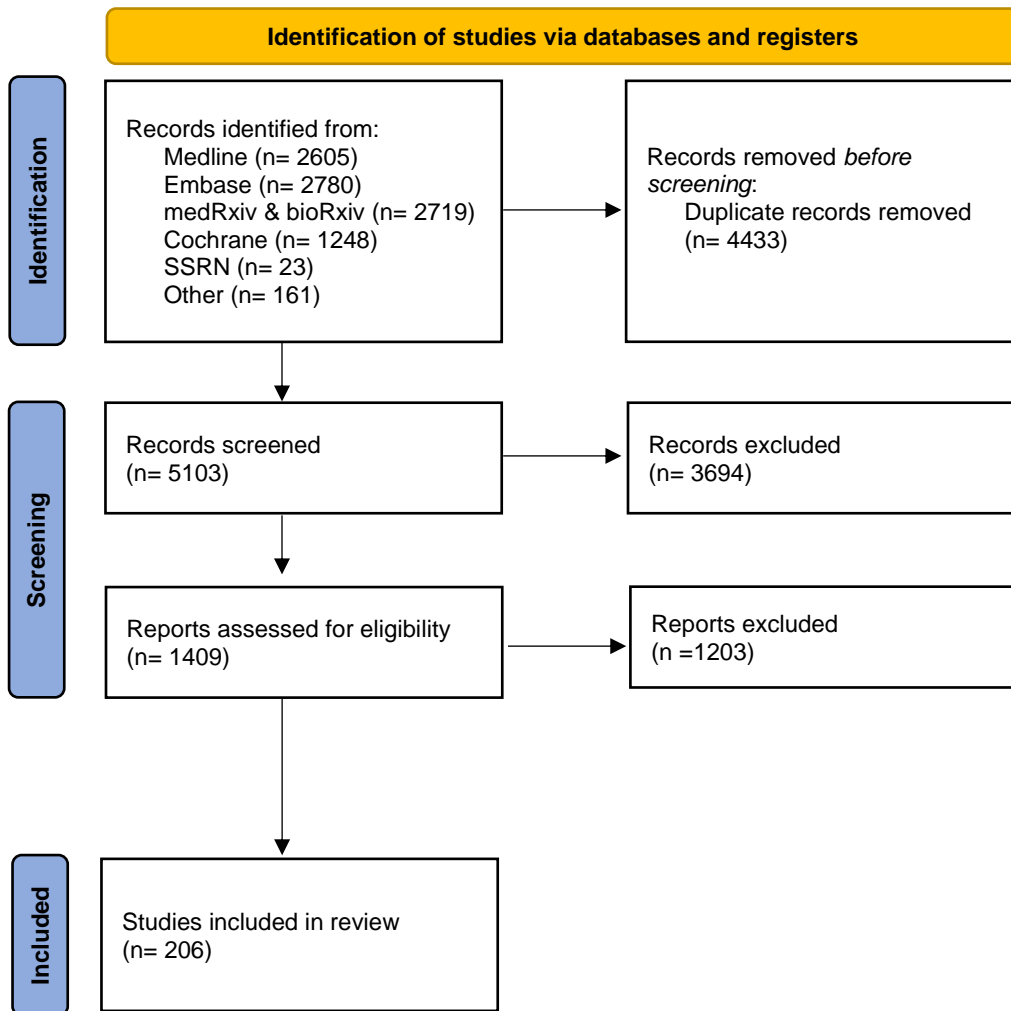 Identification of studies via databases and registers
Identification
Records identified from:
Medline (n= 2605)
Embase (n= 2780)
medRxiv & bioRxiv (n= 2719)
Cochrane (n= 1248)
SSRN (n= 23)
Other (n= 161)
Records removed before
screening:
Duplicate records removed
(n= 4433)
Screening
Records screened
(n= 5103)
Records excluded
(n= 3694)
Reports assessed for eligibility
(n= 1409)
Reports excluded
(n =1203)
Included
Studies included in review
(n= 206)